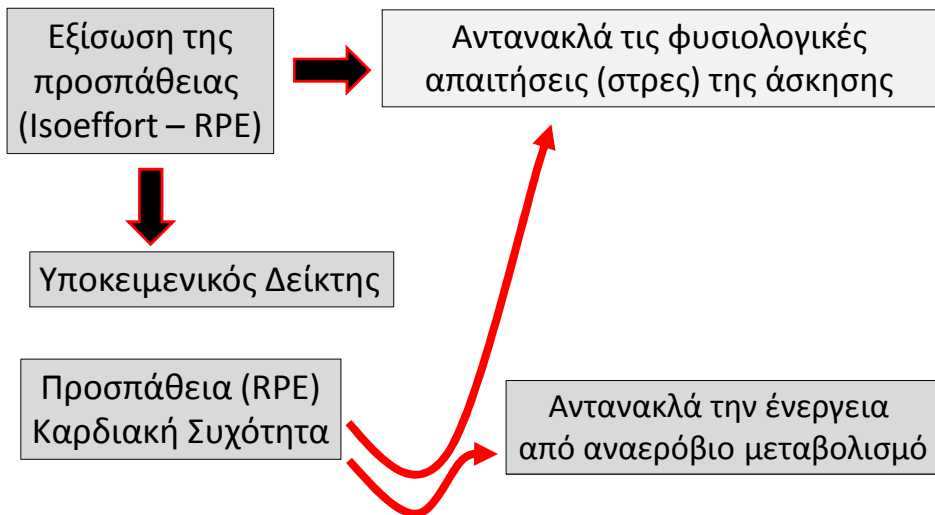 Εξίσωση της
προσπάθειας
(Isoeffort – RPE)
Αντανακλά τις φυσιολογικές
απαιτήσεις (στρες) της άσκησης
Υποκειμενικός Δείκτης
Προσπάθεια (RPE)
Καρδιακή Συχότητα
Αντανακλά την ένεργεια
από αναερόβιο μεταβολισμό